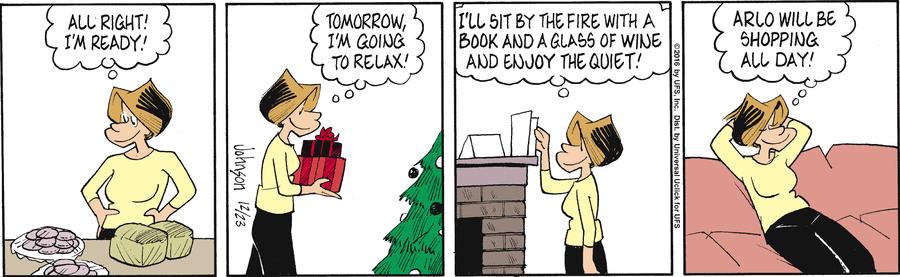 ALL RIGHT!
I'M READY!
TOMORROW,
I'M GOING
TO RELAX!
Johnson 12/23
I'LL SIT BY THE FIRE WITH A
BOOK AND A GLASS OF WINE
AND ENJOY THE QUIET!
©2016 by UFS, Inc. Dist. by Universal Uclick for UFS
ARLO WILL BE
SHOPPING
ALL DAY!